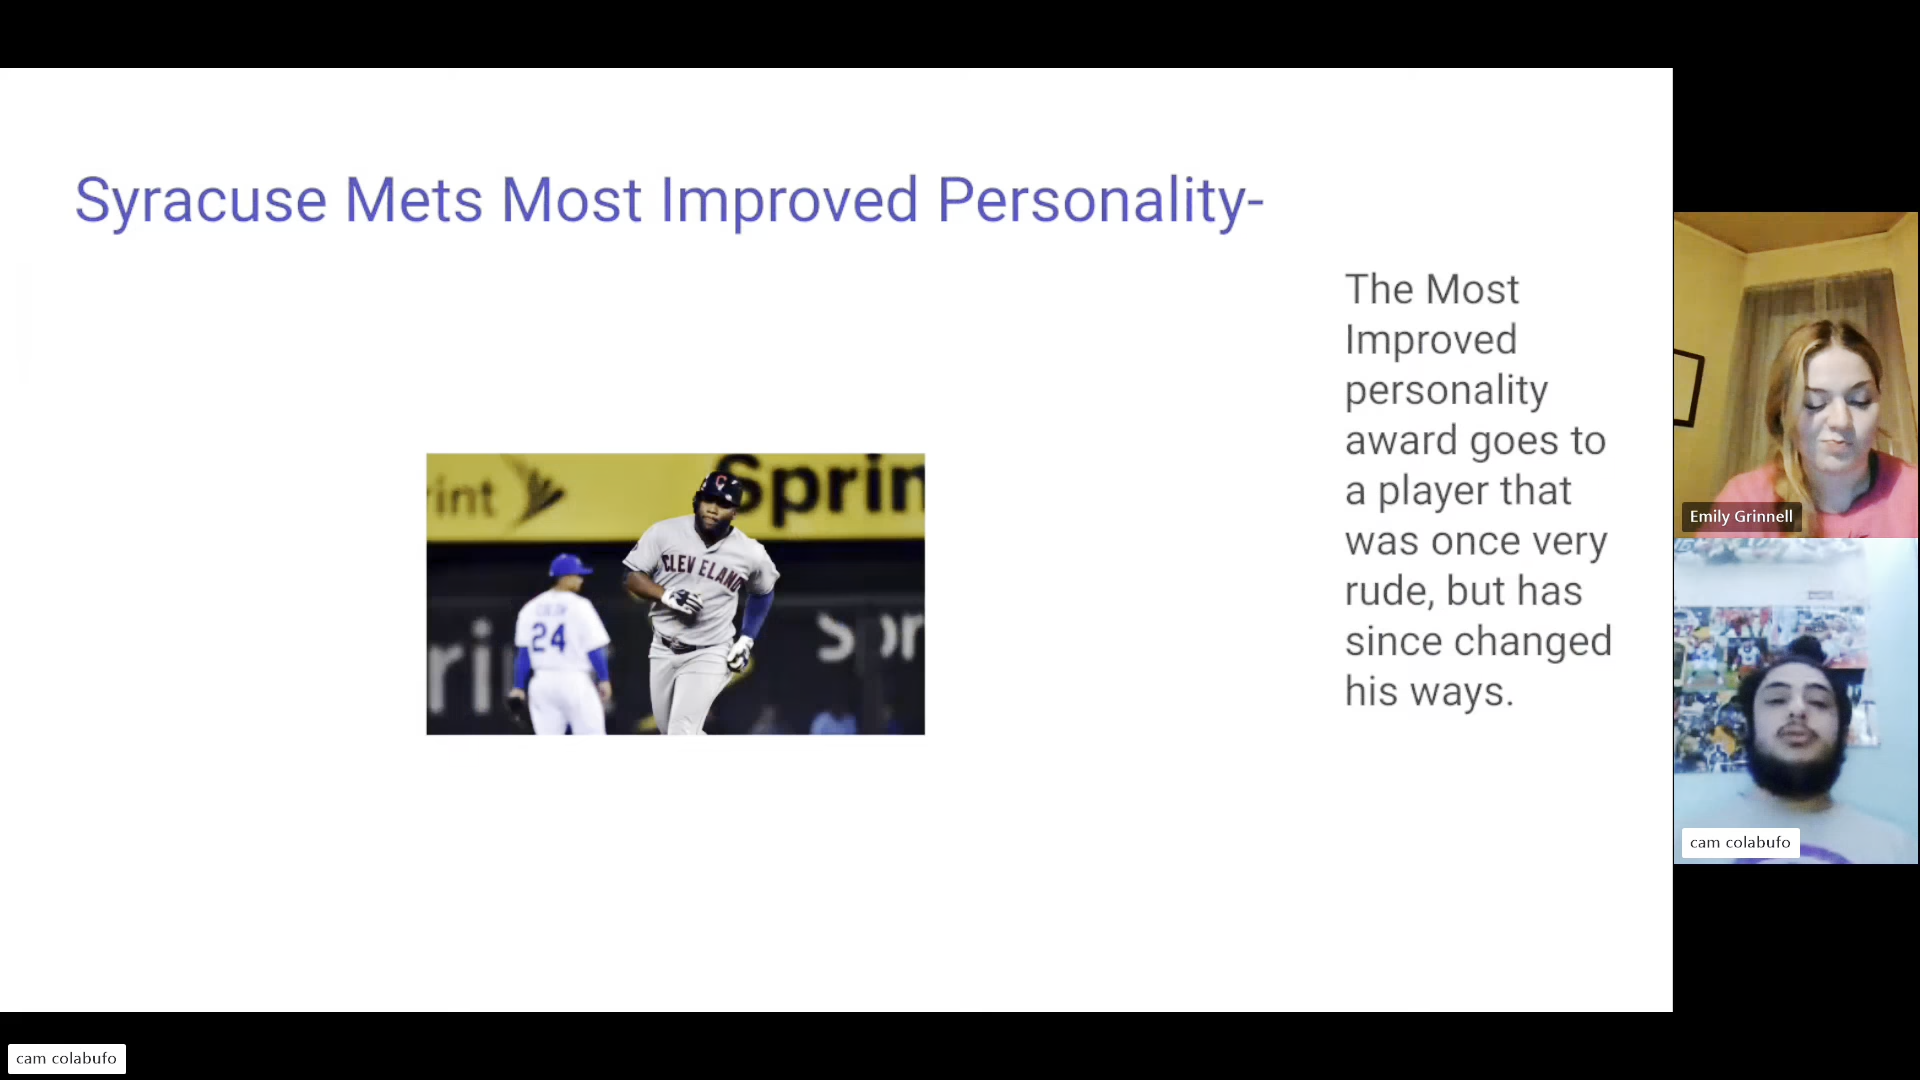 Syracuse Mets Most Improved Personality-
The Most
Improved
personality
award goes to
a player that
was once very
rude, but has
since changed
his ways.
rint
Sprin
C
CLEVELAND
24
Spr
Emily Grinnell
cam colabufo
cam colabufo